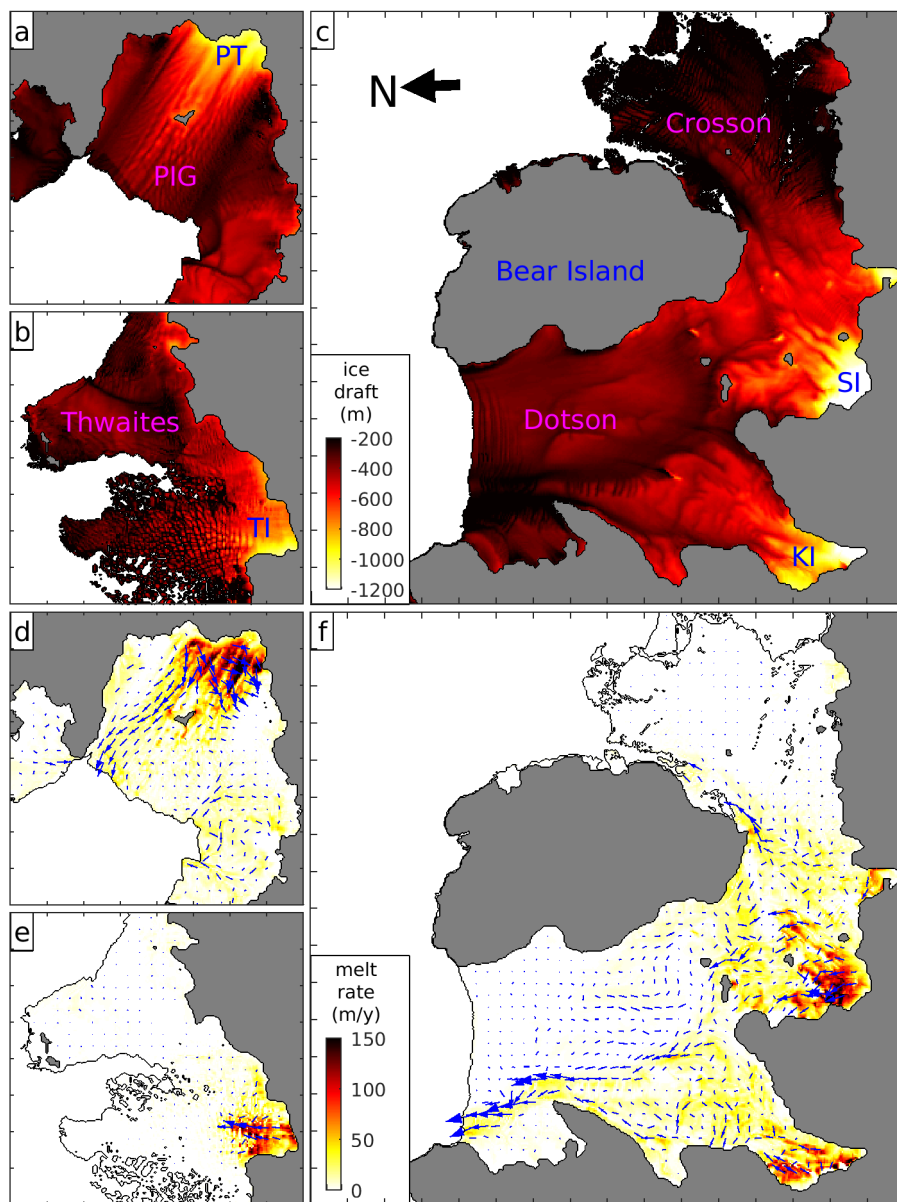 a
PT
PIG
c
N
Crosson
Bear Island
SI
Dotson
KI
b
Thwaites
TI
ice
draft
(m)
-200
-400
-600
-800
-1000
-1200
d
e
f
melt
rate
(m/y)
150
100
50
0